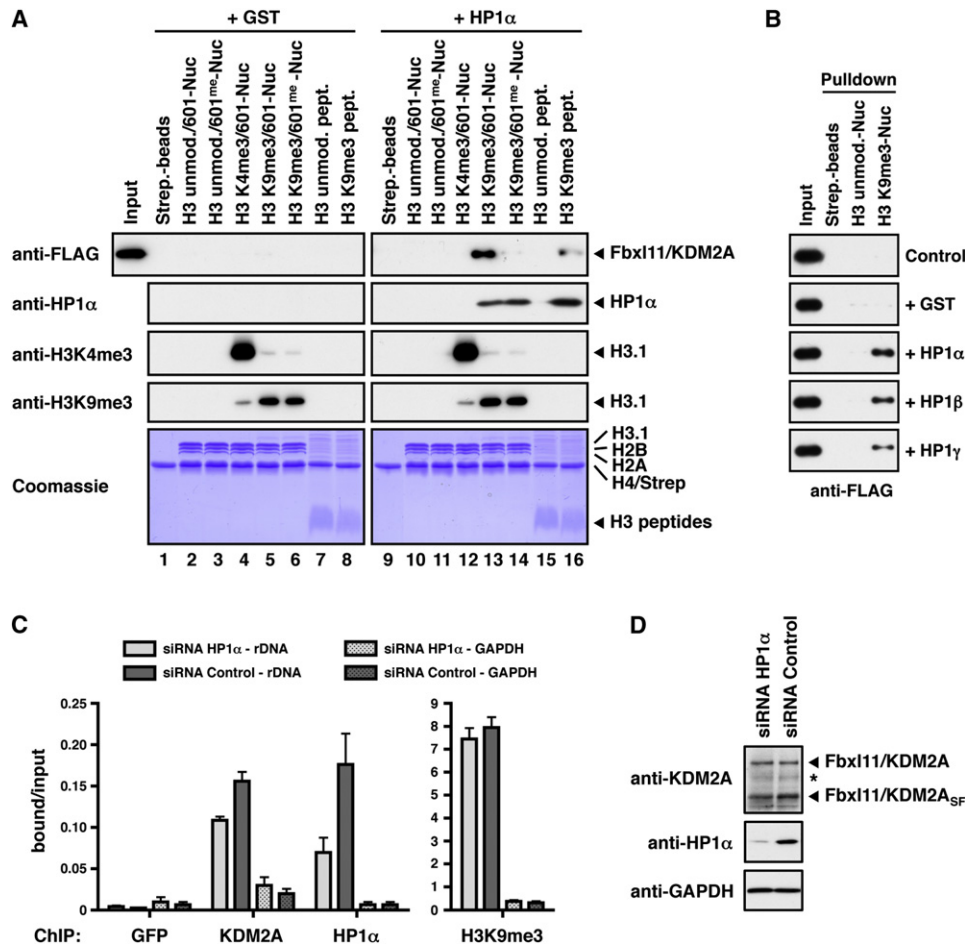 A
+ GST
+ HP1α
Input
Strep.-beads
H3 unmod./601-Nuc
H3 unmod./601me-Nuc
H3 K4me3/601-Nuc
H3 K9me3/601-Nuc
H3 K9me3/601me -Nuc
H3 unmod. pept.
H3 K9me3 pept.
Strep.-beads
H3 unmod./601-Nuc
H3 unmod./601me-Nuc
H3 K4me3/601-Nuc
H3 K9me3/601-Nuc
H3 K9me3/601me -Nuc
H3 unmod. pept.
H3 K9me3 pept.
anti-FLAG
Fbxl11/KDM2A
anti-HP1α
HP1α
anti-H3K4me3
H3.1
anti-H3K9me3
H3.1
Coomassie
H3.1
H2B
H2A
H4/Strep
H3 peptides
1 2 3 4 5 6 7 8 9 10 11 12 13 14 15 16
B
Pulldown
Input
Strep.-beads
H3 unmod.-Nuc
H3 K9me3-Nuc
Control
+ GST
+ HP1α
+ HP1β
+ HP1γ
anti-FLAG
C
siRNA HP1α - rDNA
siRNA Control - rDNA
siRNA HP1α - GAPDH
siRNA Control - GAPDH
bound/input
0.25
0.20
0.15
0.10
0.05
0
9
8
7
6
5
4
3
2
1
0
ChIP: GFP KDM2A HP1α H3K9me3
D
siRNA HP1α
siRNA Control
anti-KDM2A
Fbxl11/KDM2A
*
Fbxl11/KDM2ASF
anti-HP1α
anti-GAPDH